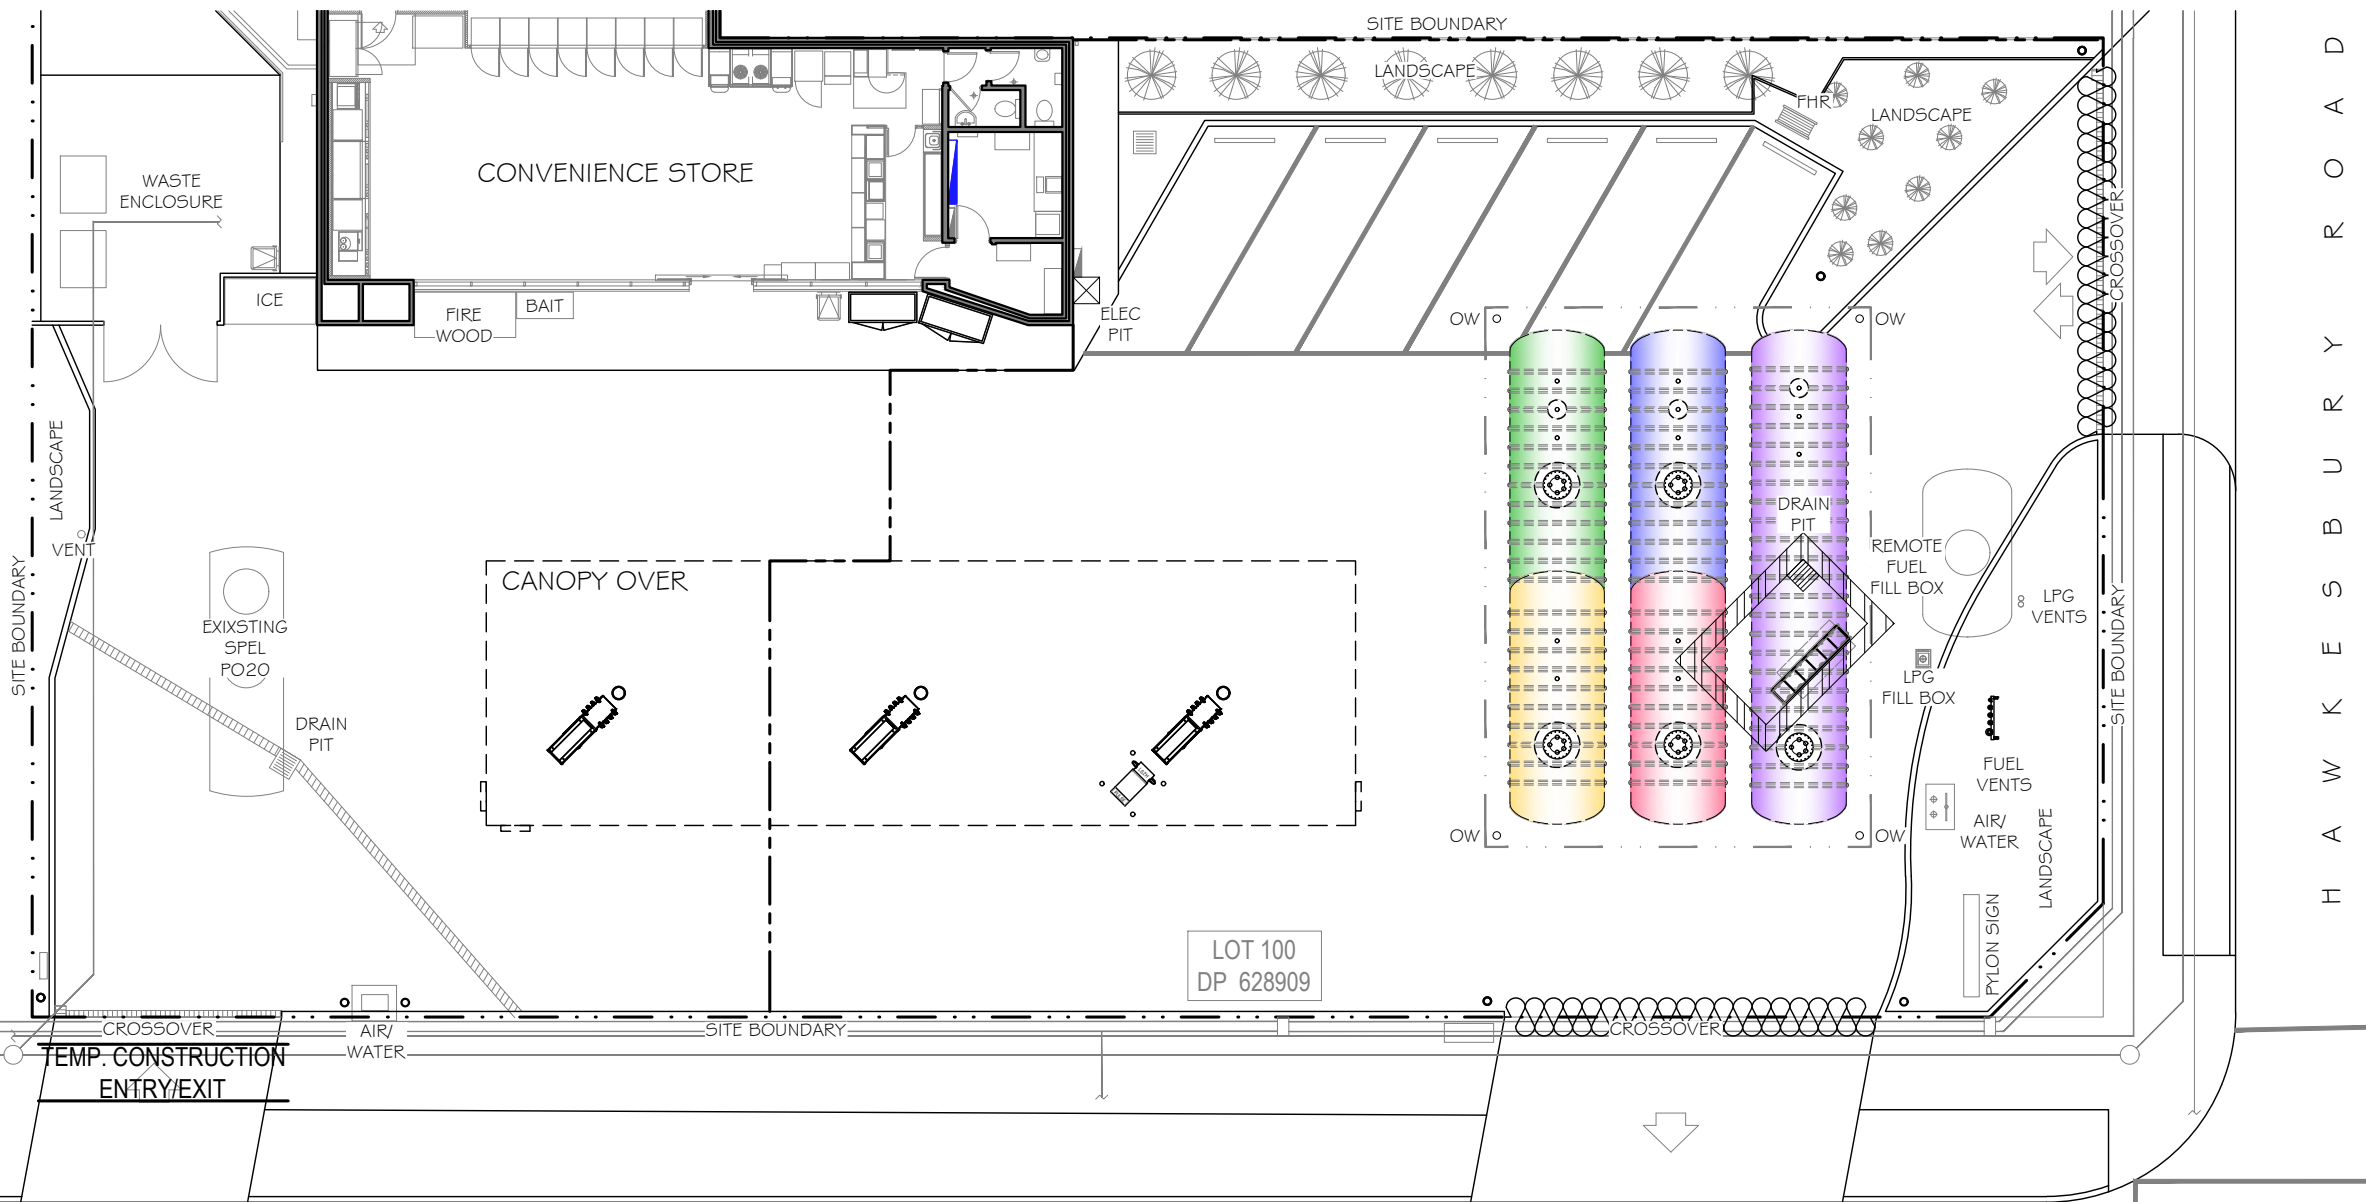 SITE BOUNDARY
LANDSCAPE
FHR
LANDSCAPE
CONVENIENCE STORE
WASTE
ENCLOSURE
CROSSOVER
HAWKESBURY ROAD
ICE
FIRE
WOOD
BAIT
ELEC
PIT
OW
OW
LANDSCAPE
VENT
SITE BOUNDARY
CANOPY OVER
DRAIN
PIT
REMOTE
FUEL
FILL BOX
LPG
VENTS
SITE BOUNDARY
EXIXSTING
SPEL
PO20
LPG
FILL BOX
DRAIN
PIT
FUEL
VENTS
AIR/
WATER
LANDSCAPE
OW
OW
PYLON SIGN
LOT 100
DP 628909
CROSSOVER
AIR/
WATER
SITE BOUNDARY
CROSSOVER
TEMP. CONSTRUCTION
ENTRY/EXIT